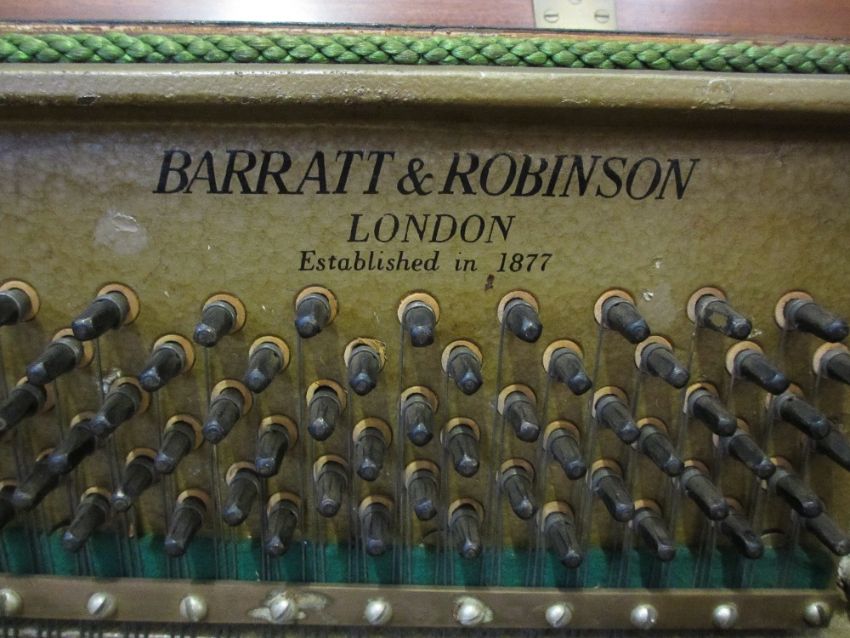 BARRATT & ROBINSON
LONDON
Established in 1877